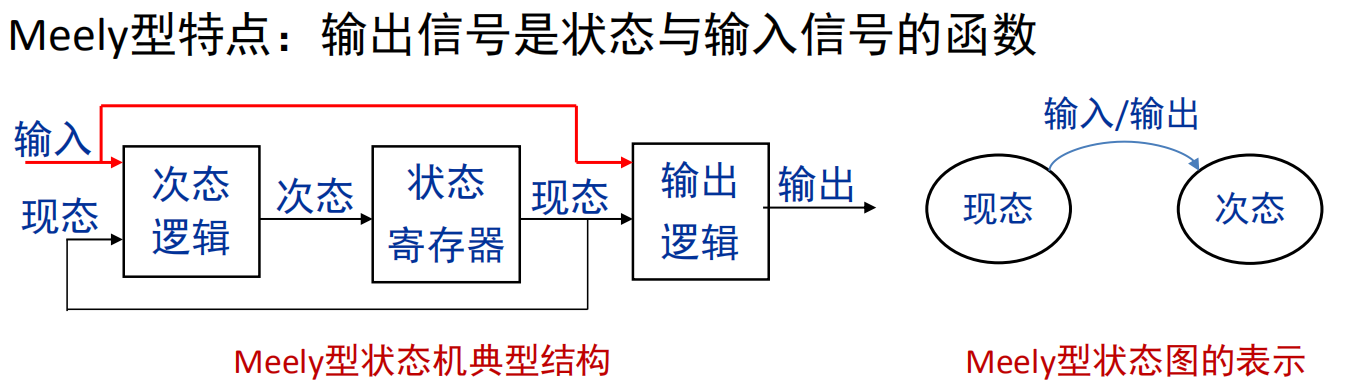 Meely型特点：输出信号是状态与输入信号的函数
输入
现态
次态
逻辑
次态
状态
寄存器
现态
输出
逻辑
输出
输入/输出
现态
次态
Meely型状态机典型结构
Meely型状态图的表示